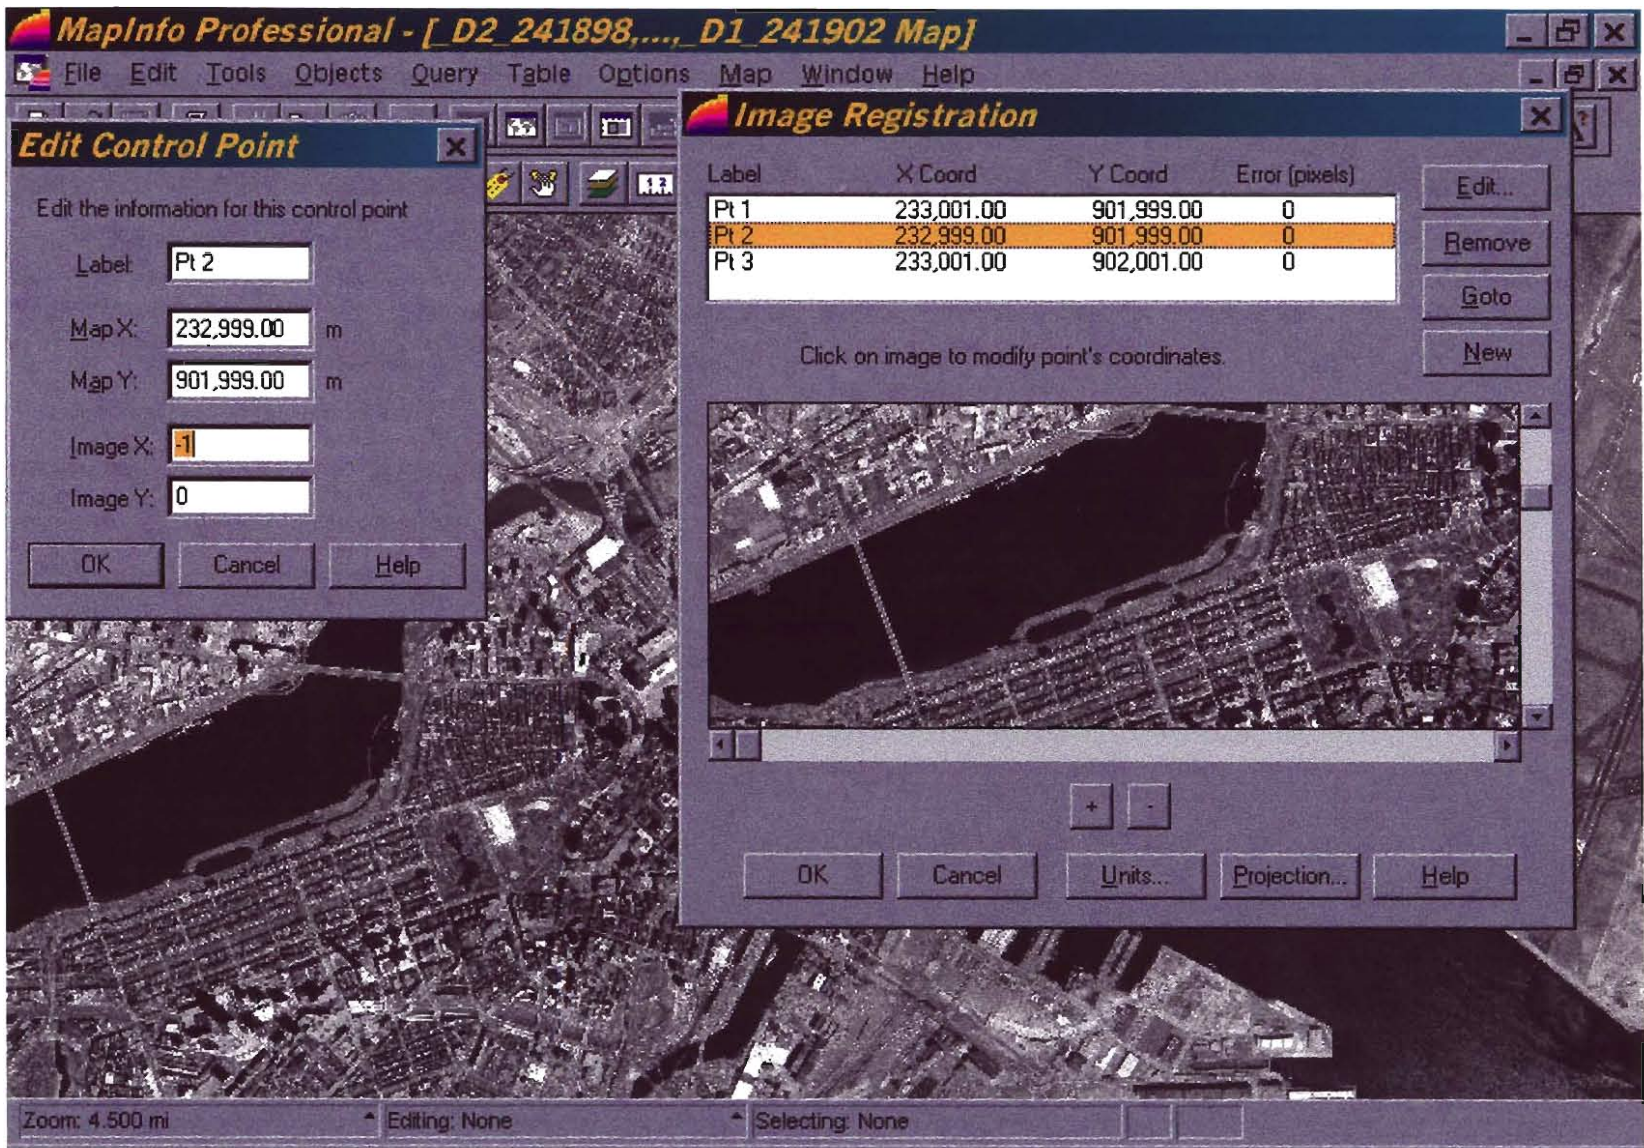 MapInfo Professional - [_D2_241898,...,_D1_241902 Map]
File Edit Tools Objects Query Table Options Map Window Help
Edit Control Point
Edit the information for this control point
Label: Pt 2
Map X: 232,999.00 m
Map Y: 901,999.00 m
Image X: -1
Image Y: 0
OK Cancel Help
Image Registration
Label X Coord Y Coord Error (pixels)
Pt 1 233,001.00 901,999.00 0
Pt 2 232,999.00 901,999.00 0
Pt 3 233,001.00 902,001.00 0
Edit...
Remove
Goto
New
Click on image to modify point's coordinates.
+ -
OK Cancel Units... Projection... Help
Zoom: 4.500 mi Editing: None Selecting: None